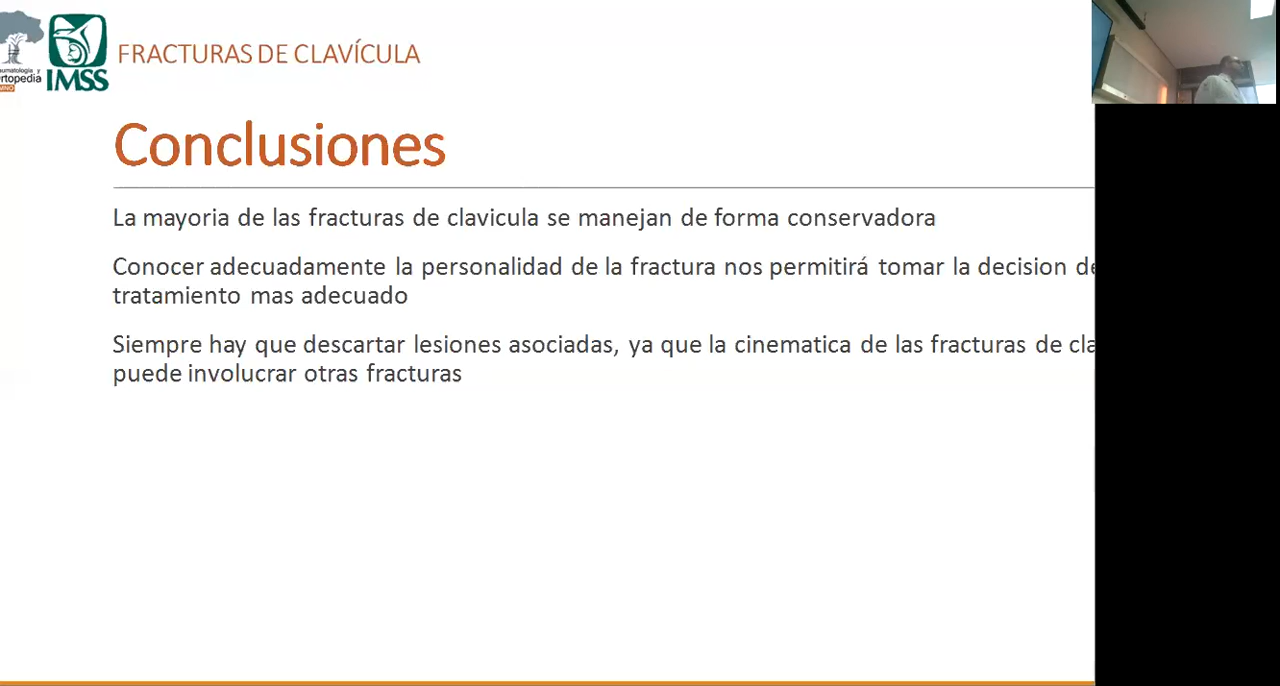 Traumatología y
Ortopedia
IMSS
FRACTURAS DE CLAVÍCULA
Conclusiones
La mayoria de las fracturas de clavicula se manejan de forma conservadora
Conocer adecuadamente la personalidad de la fractura nos permitirá tomar la decision de
tratamiento mas adecuado
Siempre hay que descartar lesiones asociadas, ya que la cinematica de las fracturas de cla
puede involucrar otras fracturas